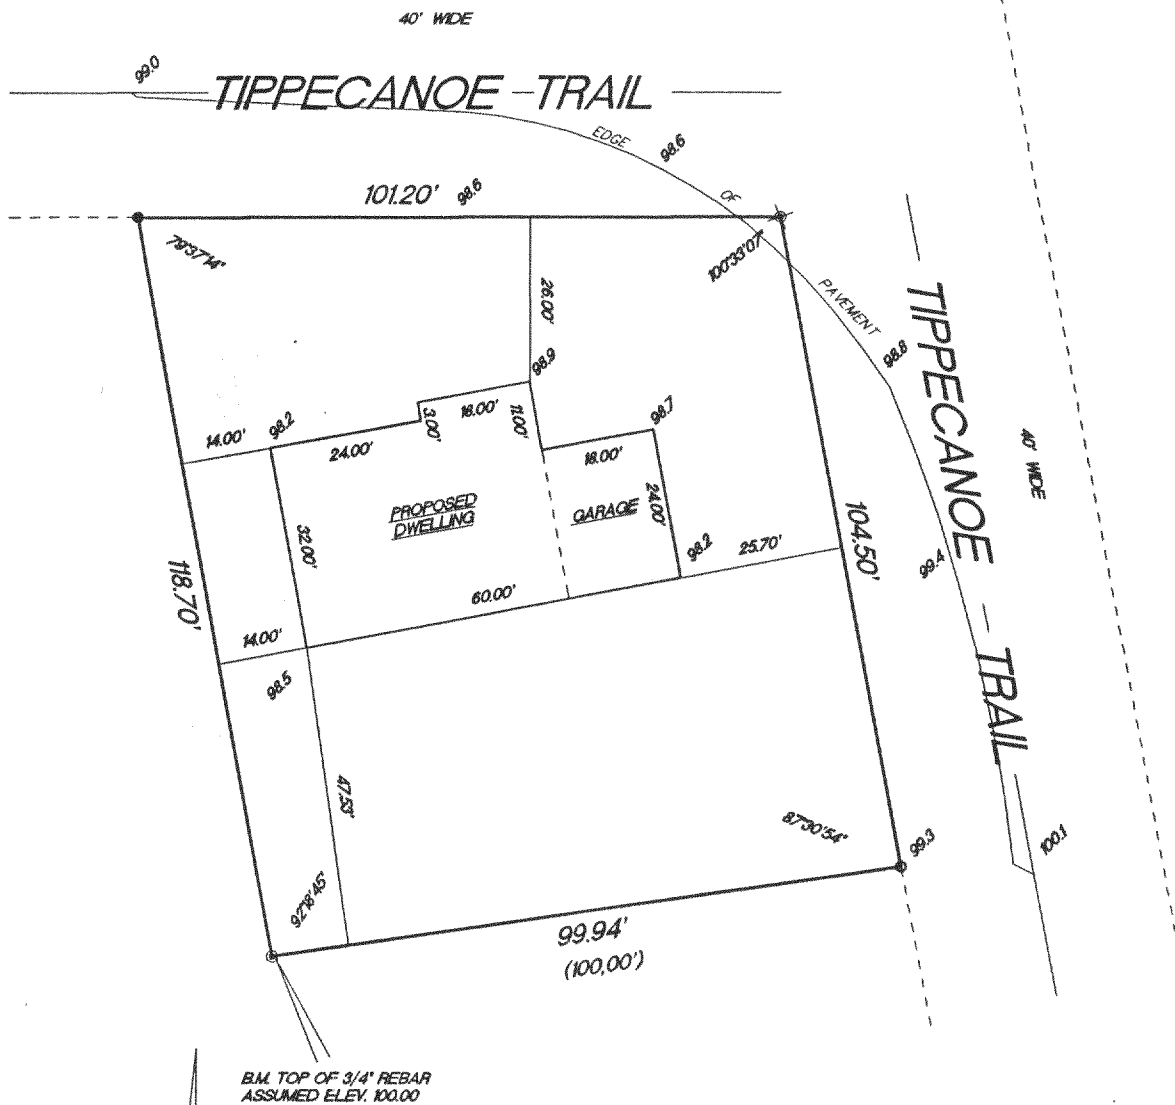 40' WIDE
99.0
TIPPECANOE TRAIL
EDGE
98.6
OF
101.20'
98.6
79°37'14"
100°33'07"
26.00'
PAVEMENT
98.8
TIPPECANOE TRAIL
40' WIDE
98.9
18.00'
3.00'
11.00'
98.7
14.00'
98.2
24.00'
18.00'
PROPOSED
DWELLING
GARAGE
24.00'
32.00'
98.2
25.70'
104.50'
99.4
118.70'
60.00'
14.00'
98.5
47.53'
87°30'54"
99.3
100.1
92°18'45"
99.94'
(100,00')
B.M. TOP OF 3/4" REBAR
ASSUMED ELEV. 100.00